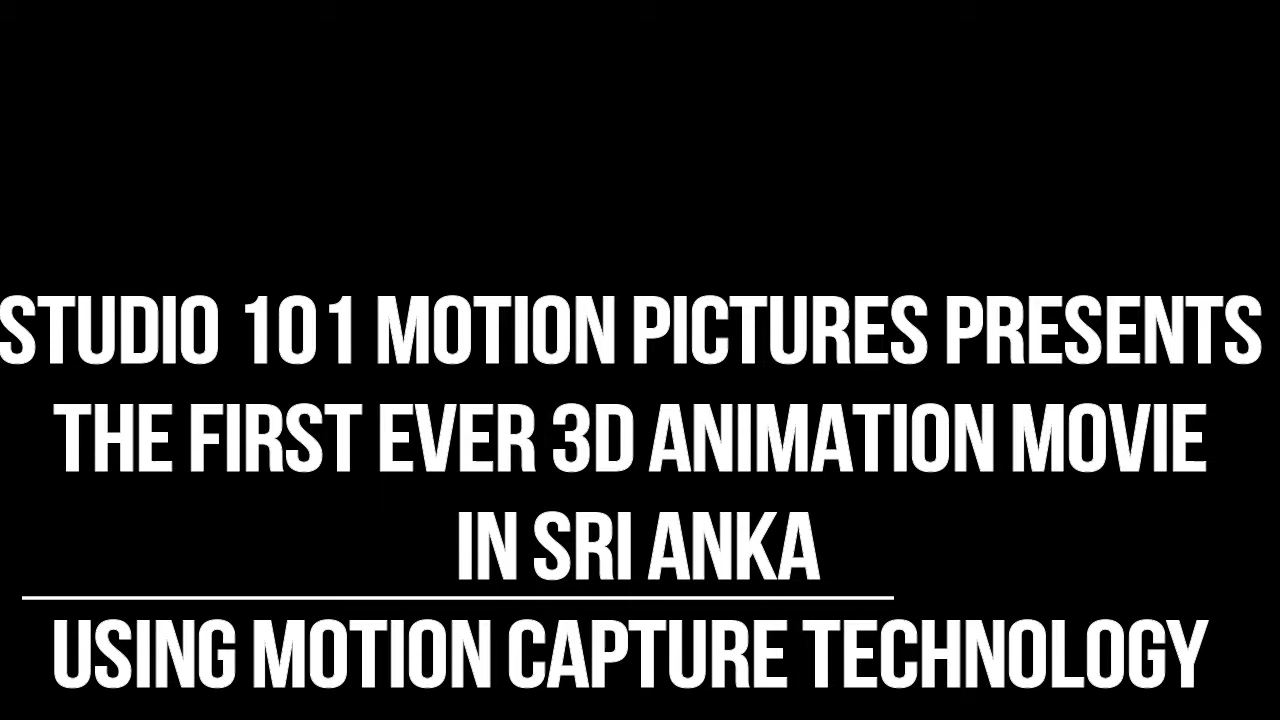 STUDIO 101 MOTION PICTURES PRESENTS
THE FIRST EVER 3D ANIMATION MOVIE
IN SRI ANKA
USING MOTION CAPTURE TECHNOLOGY